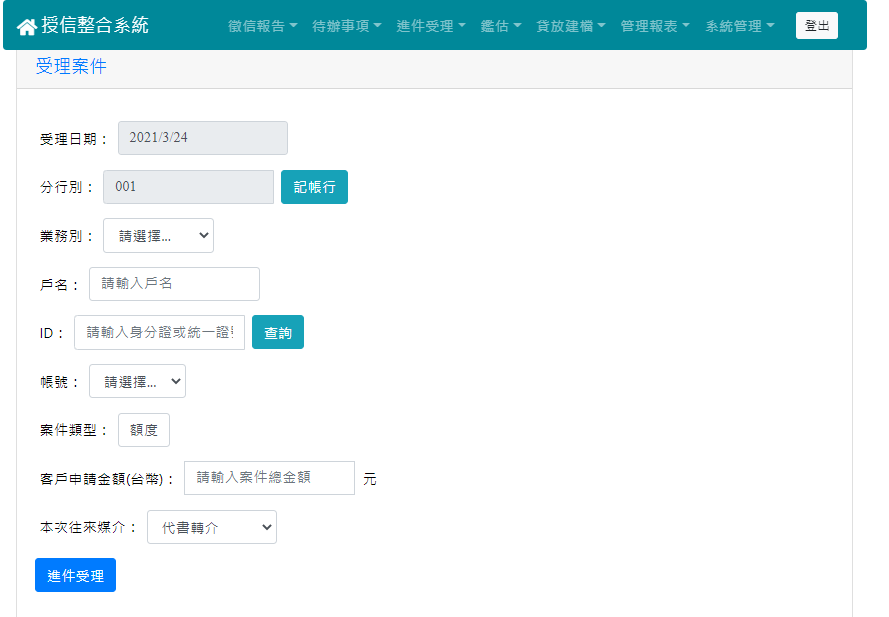 授信整合系統 徵信報告 待辦事項 進件受理 鑑估 貸放建檔 管理報表 系統管理 登出
受理案件
受理日期： 2021/3/24
分行別： 001 記帳行
業務別： 請選擇...
戶名： 請輸入戶名
ID： 請輸入身分證或統一證 查詢
帳號： 請選擇...
案件類型： 額度
客戶申請金額(台幣)： 請輸入案件總金額 元
本次往來媒介： 代書轉介
進件受理